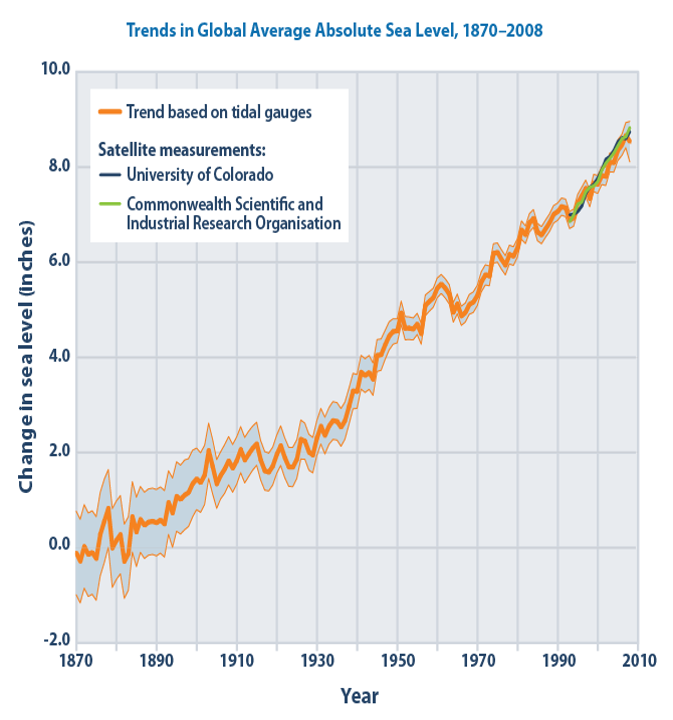 Trends in Global Average Absolute Sea Level, 1870–2008
10.0
Trend based on tidal gauges
Satellite measurements:
University of Colorado
Commonwealth Scientific and
Industrial Research Organisation
8.0
6.0
4.0
2.0
0.0
-2.0
Change in sea level (inches)
1870 1890 1910 1930 1950 1970 1990 2010
Year